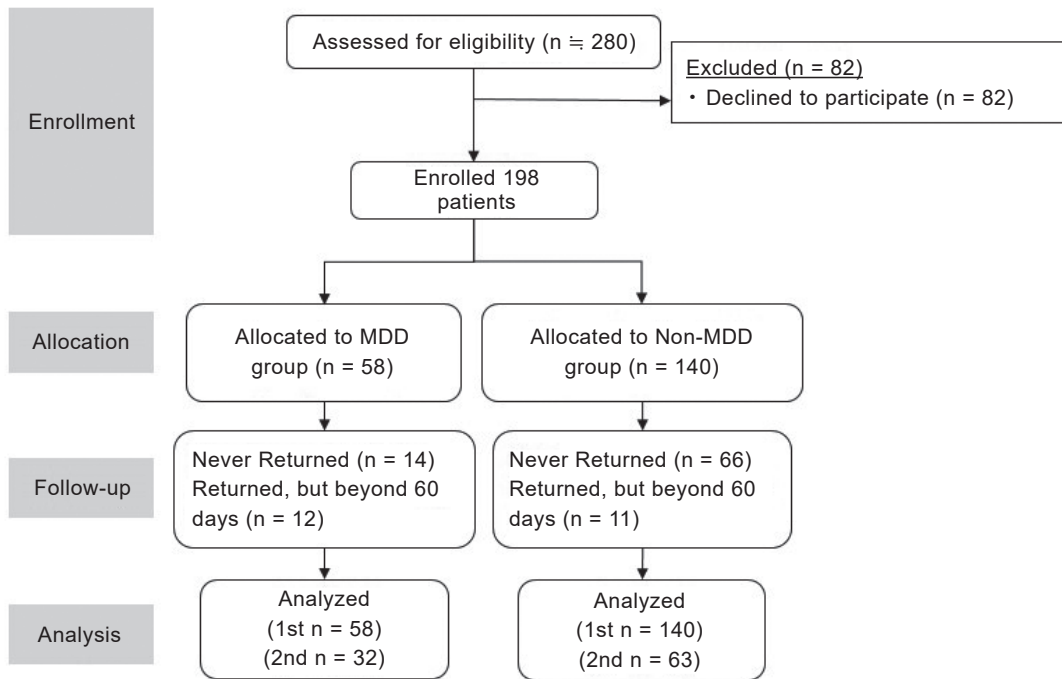 Assessed for eligibility (n ≒ 280)
Excluded (n = 82)
・Declined to participate (n = 82)
Enrollment
Enrolled 198
patients
Allocation
Allocated to MDD
group (n = 58)
Allocated to Non-MDD
group (n = 140)
Follow-up
Never Returned (n = 14)
Returned, but beyond 60
days (n = 12)
Never Returned (n = 66)
Returned, but beyond 60
days (n = 11)
Analysis
Analyzed
(1st n = 58)
(2nd n = 32)
Analyzed
(1st n = 140)
(2nd n = 63)